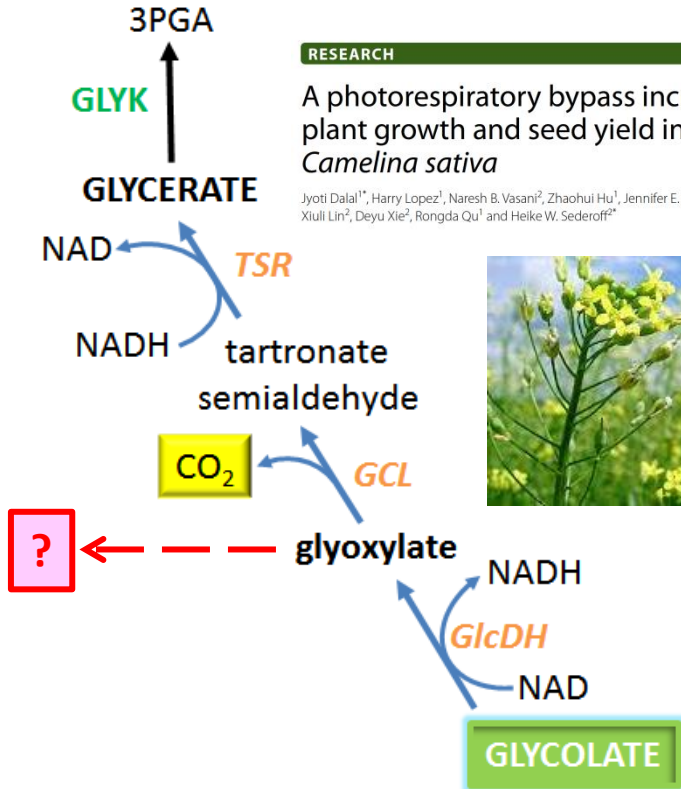 3PGA
RESEARCH
GLYK
A photorespiratory bypass inc
plant growth and seed yield in
Camelina sativa
Jyoti Dalal1*, Harry Lopez1, Naresh B. Vasani2, Zhaohui Hu1, Jennifer E.
Xiuli Lin2, Deyu Xie2, Rongda Qu1 and Heike W. Sederoff2*
GLYCERATE
NAD
TSR
NADH
tartronate
semialdehyde
CO₂
GCL
?
glyoxylate
NADH
GlcDH
NAD
GLYCOLATE